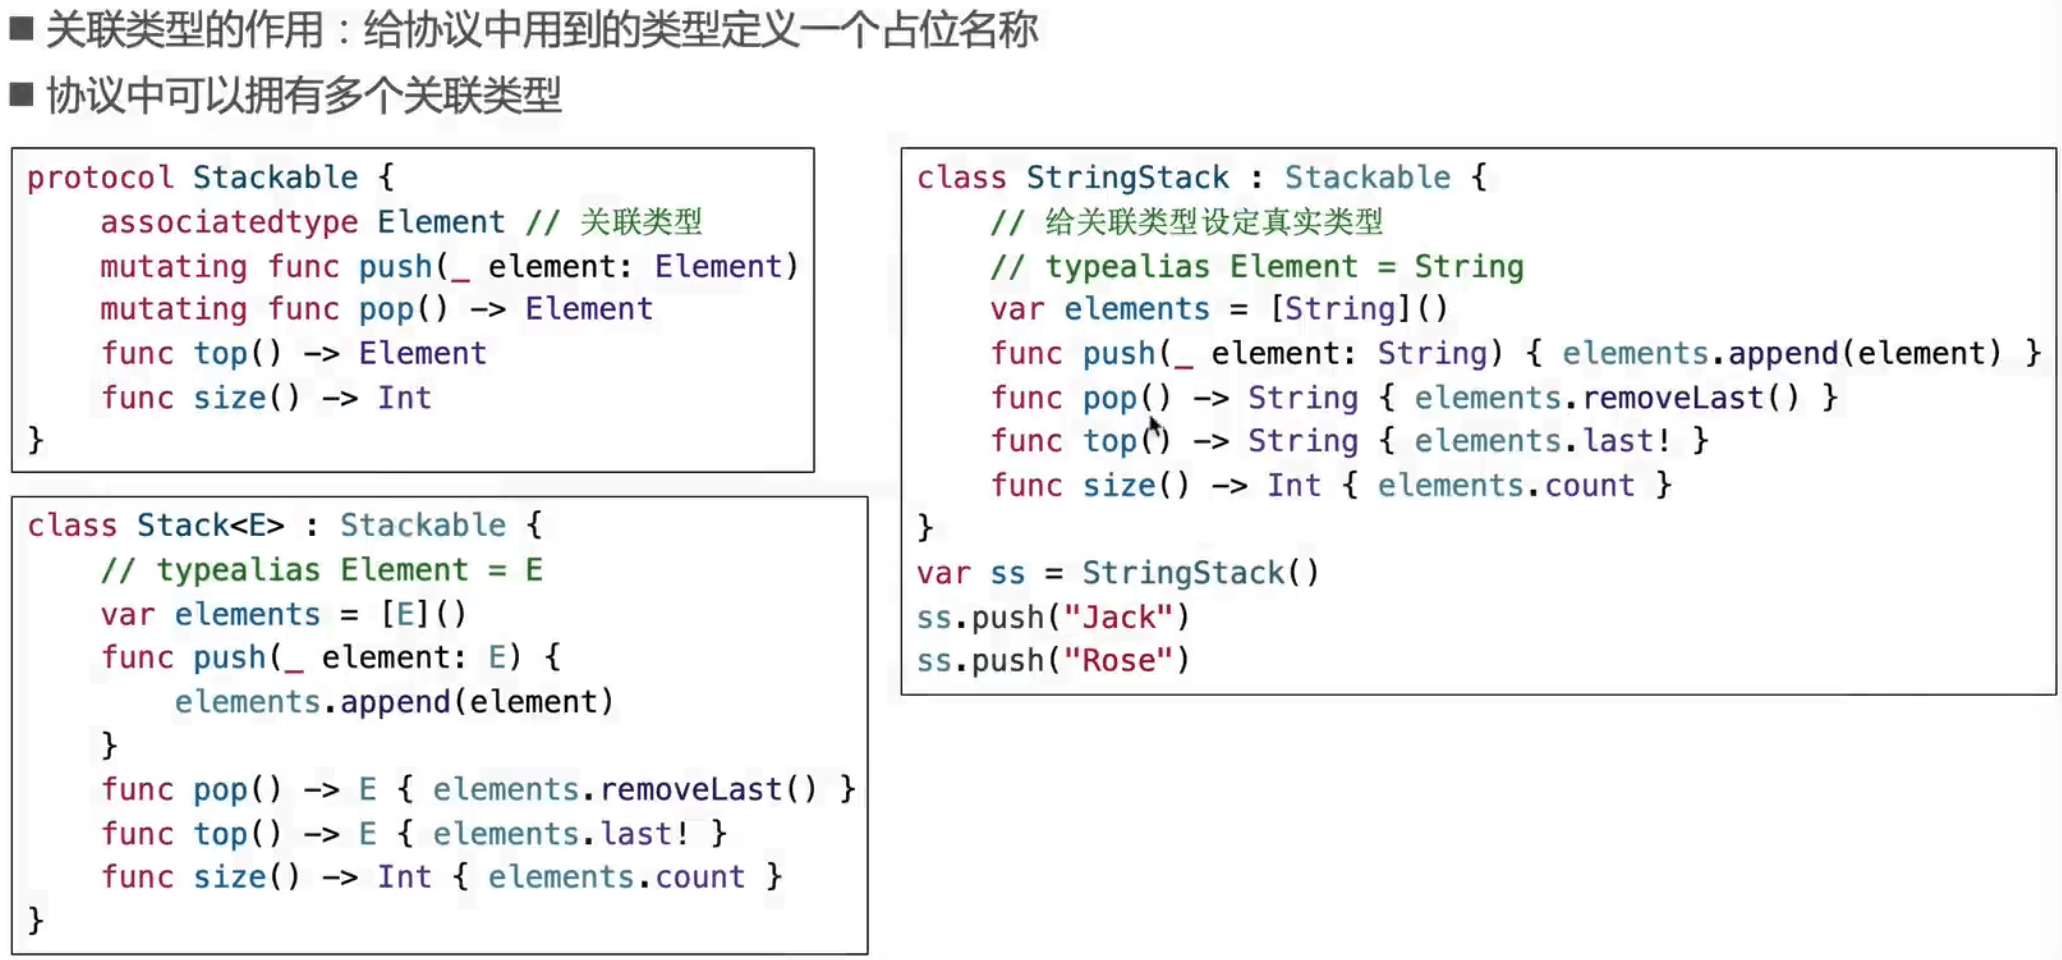 ■ 关联类型的作用：给协议中用到的类型定义一个占位名称
■ 协议中可以拥有多个关联类型
protocol Stackable {
    associatedtype Element // 关联类型
    mutating func push(_ element: Element)
    mutating func pop() -> Element
    func top() -> Element
    func size() -> Int
}
class Stack<E> : Stackable {
    // typealias Element = E
    var elements = [E]()
    func push(_ element: E) {
        elements.append(element)
    }
    func pop() -> E { elements.removeLast() }
    func top() -> E { elements.last! }
    func size() -> Int { elements.count }
}
class StringStack : Stackable {
    // 给关联类型设定真实类型
    // typealias Element = String
    var elements = [String]()
    func push(_ element: String) { elements.append(element) }
    func pop() -> String { elements.removeLast() }
    func top() -> String { elements.last! }
    func size() -> Int { elements.count }
}
var ss = StringStack()
ss.push("Jack")
ss.push("Rose")